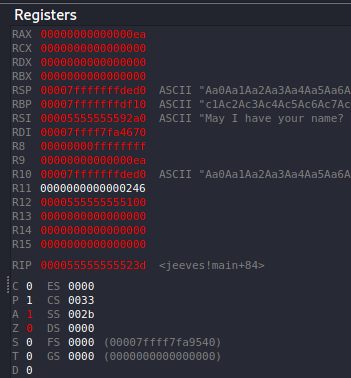 Registers
RAX 00000000000000ea
RCX 0000000000000000
RDX 0000000000000000
RBX 0000000000000000
RSP 00007fffffffded0 ASCII "Aa0Aa1Aa2Aa3Aa4Aa5Aa6A
RBP 00007fffffffdf10 ASCII "c1Ac2Ac3Ac4Ac5Ac6Ac7Ac
RSI 00005555555592a0 ASCII "May I have your name?
RDI 00007ffff7fa4670
R8 00000000ffffffff
R9 00000000000000ea
R10 00007fffffffded0 ASCII "Aa0Aa1Aa2Aa3Aa4Aa5Aa6A
R11 0000000000000246
R12 0000555555555100
R13 0000000000000000
R14 0000000000000000
R15 0000000000000000
RIP 000055555555523d <jeeves!main+84>
C 0 ES 0000
P 1 CS 0033
A 1 SS 002b
Z 0 DS 0000
S 0 FS 0000 (00007ffff7fa9540)
T 0 GS 0000 (0000000000000000)
D 0